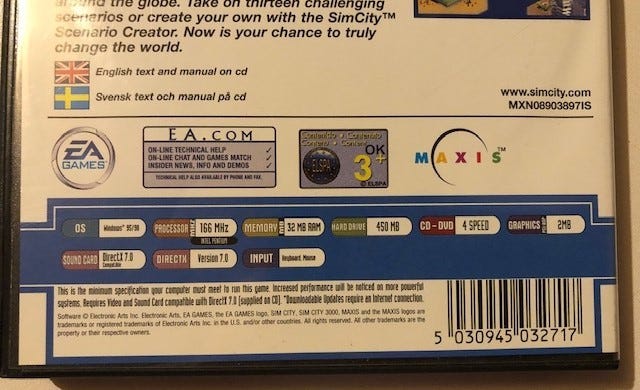 around the globe. Take on thirteen challenging
scenarios or create your own with the SimCity™
Scenario Creator. Now is your chance to truly
change the world.
English text and manual on cd
Svensk text och manual på cd
www.simcity.com
MXN08903897IS
EA
GAMES™
EA.COM
ON-LINE TECHNICAL HELP ✓
ON-LINE CHAT AND GAMES MATCH ✓
INSIDER NEWS, INFO AND DEMOS ✓
TECHNICAL HELP ALSO AVAILABLE BY PHONE AND FAX.
Contenido • Contenuto
ELSPA
OK
3+
© ELSPA
MAXIS™
OS Windows® 95/98
PROCESSOR 166 MHz INTEL PENTIUM
MEMORY 32 MB RAM
HARD DRIVE 450 MB
CD-DVD 4 SPEED
GRAPHICS 2MB
SOUND CARD DirectX 7.0 Compatible
DIRECTX Version 7.0
INPUT Keyboard, Mouse
This is the minimum specification your computer must meet to run this game. Increased performance will be noticed on more powerful
systems. Requires Video and Sound Card compatible with DirectX 7.0 (supplied on CD). *Downloadable Updates require an Internet connection.
Software © Electronic Arts Inc. Electronic Arts, EA GAMES, the EA GAMES logo, SIM CITY, SIM CITY 3000, MAXIS and the MAXIS logos are
trademarks or registered trademarks of Electronic Arts Inc. in the U.S. and/or other countries. All rights reserved. All other trademarks are the
property or their respective owners.
5 030945 032717